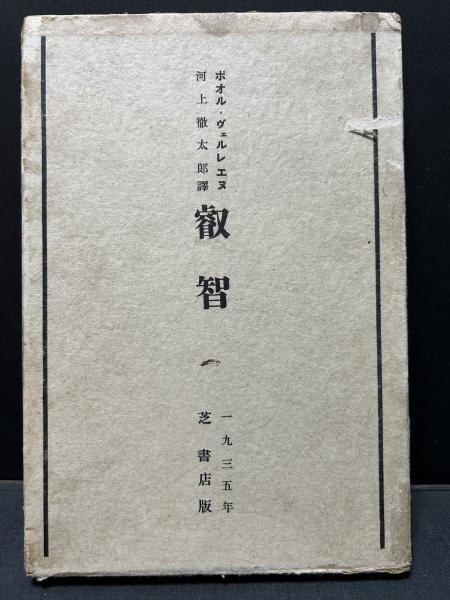 ポオル・ヴェルレエヌ
河上徹太郎譯
叡智
一九三五年
芝書店版